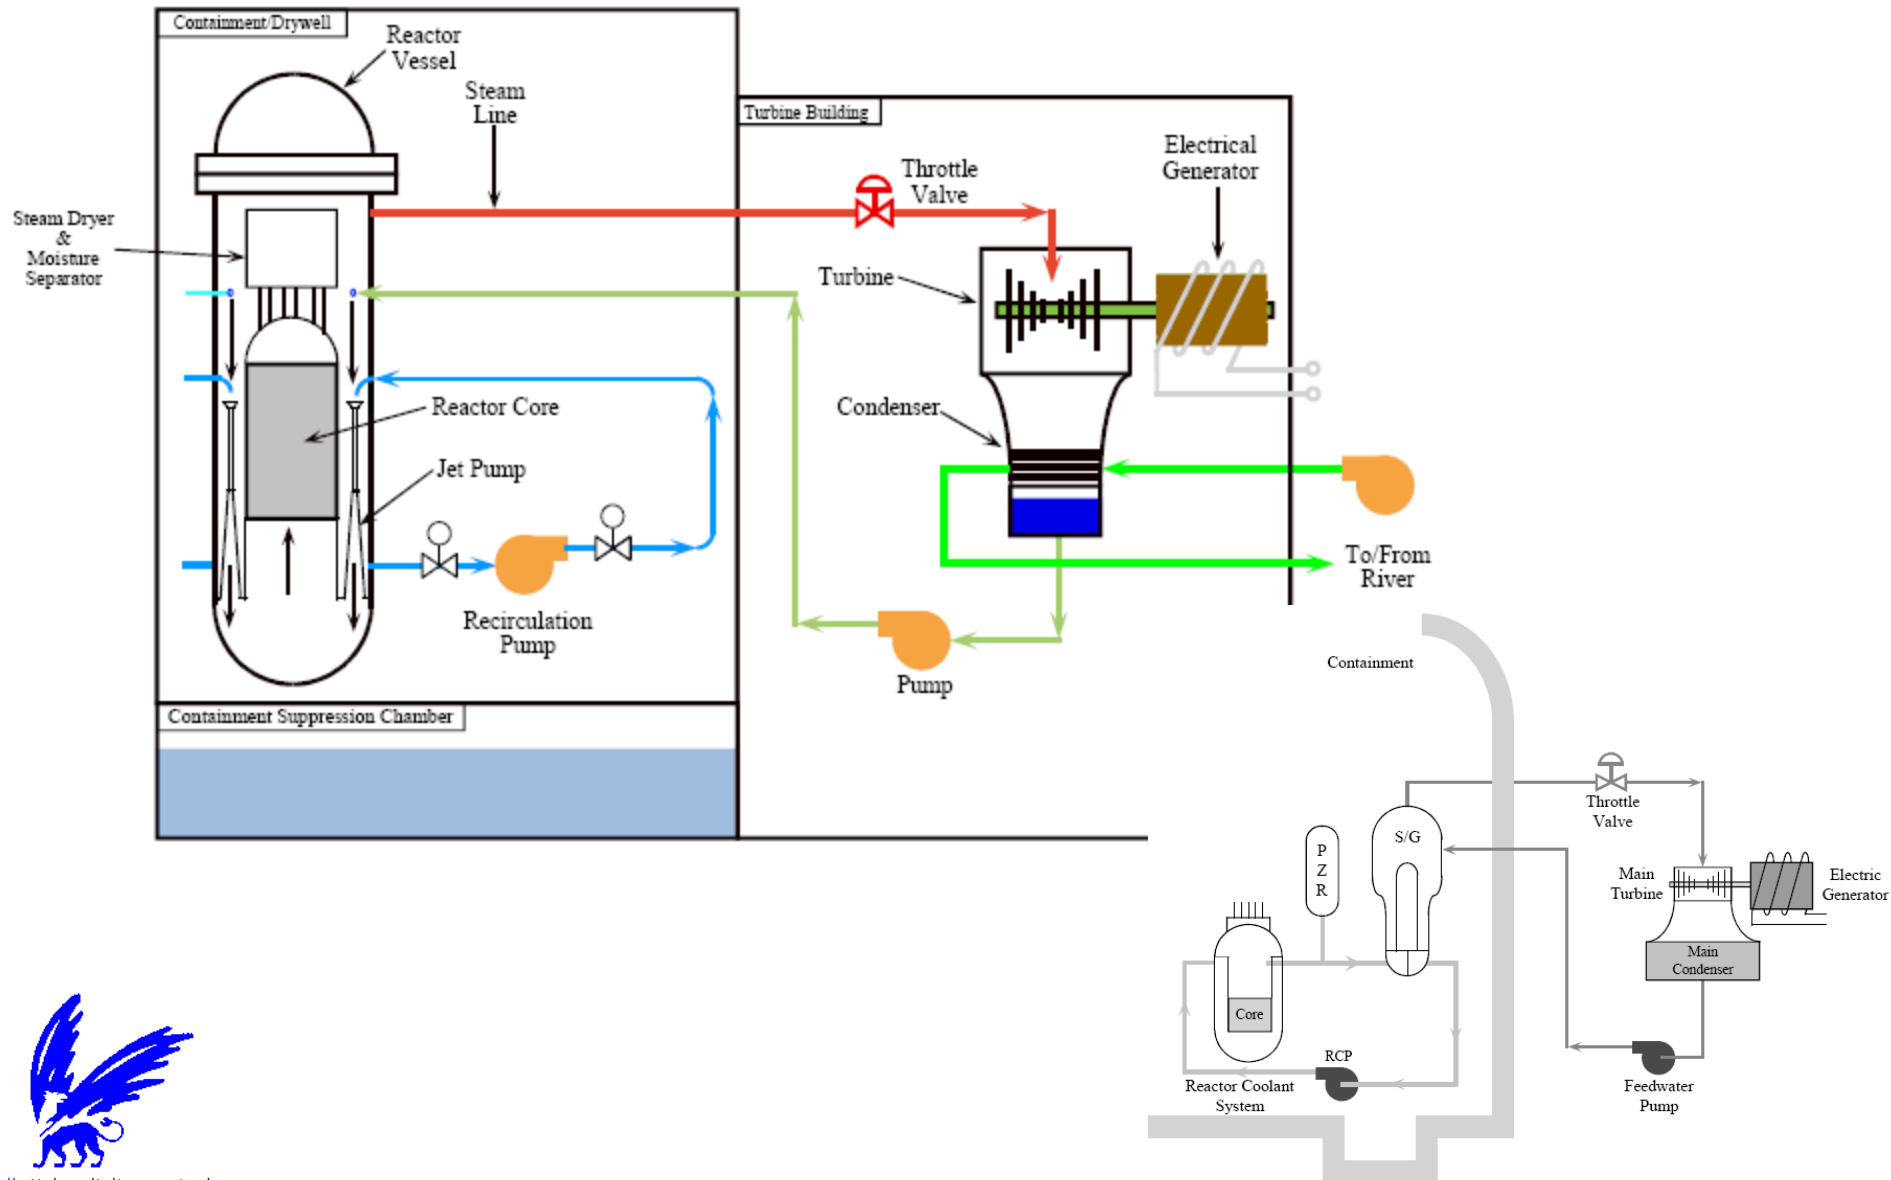 Containment/Drywell
Reactor
Vessel
Steam
Line
Turbine Building
Electrical
Generator
Throttle
Valve
Steam Dryer
&
Moisture
Separator
Turbine
Reactor Core
Condenser
Jet Pump
To/From
River
Recirculation
Pump
Pump
Containment Suppression Chamber
Containment
Throttle
Valve
S/G
P
Z
R
Main
Turbine
Electric
Generator
Main
Condenser
Core
RCP
Reactor Coolant
System
Feedwater
Pump